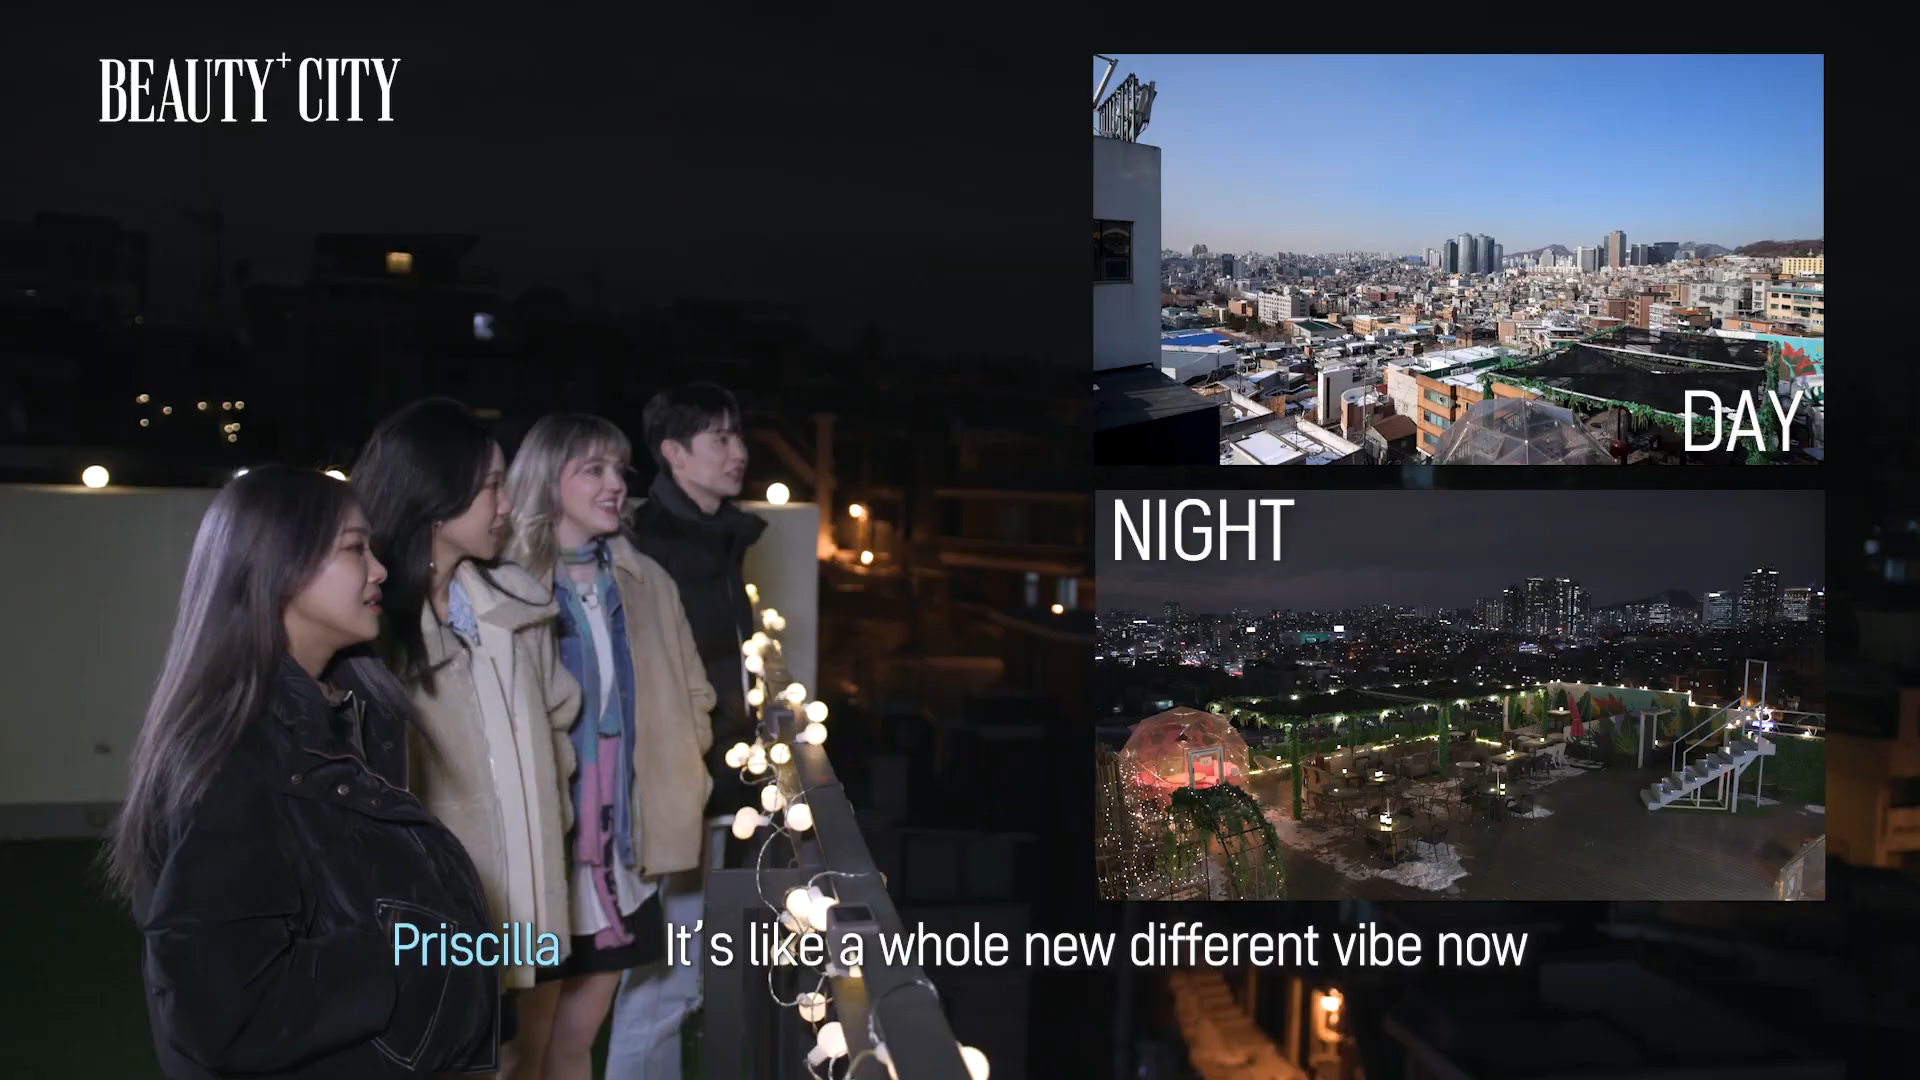 BEAUTY+CITY
DAY
NIGHT
Priscilla It's like a whole new different vibe now